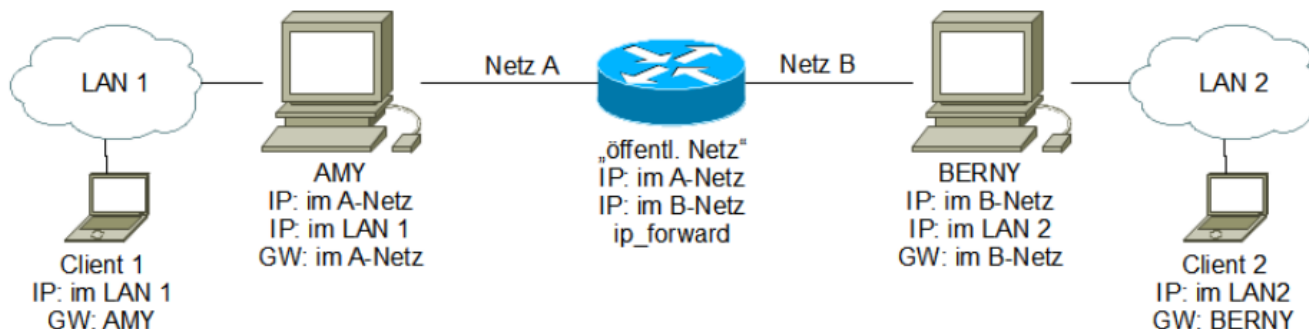 LAN 1
Netz A
Netz B
LAN 2
AMY
IP: im A-Netz
IP: im LAN 1
GW: im A-Netz
„öffentl. Netz“
IP: im A-Netz
IP: im B-Netz
ip_forward
BERNY
IP: im B-Netz
IP: im LAN 2
GW: im B-Netz
Client 1
IP: im LAN 1
GW: AMY
Client 2
IP: im LAN2
GW: BERNY